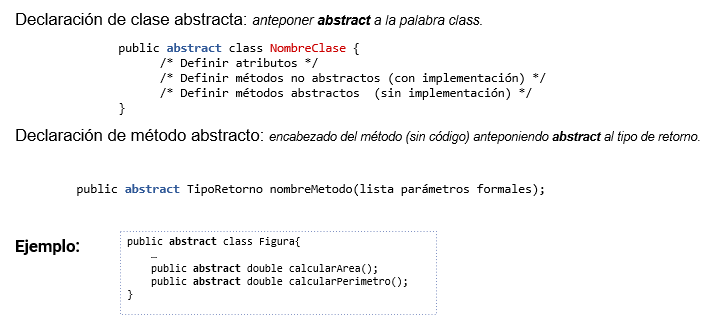 Declaración de clase abstracta: anteponer abstract a la palabra class.
public abstract class NombreClase {
/* Definir atributos */
/* Definir métodos no abstractos (con implementación) */
/* Definir métodos abstractos  (sin implementación) */
}
Declaración de método abstracto: encabezado del método (sin código) anteponiendo abstract al tipo de retorno.
public abstract TipoRetorno nombreMetodo(lista parámetros formales);
Ejemplo:
public abstract class Figura{
…
public abstract double calcularArea();
public abstract double calcularPerimetro();
}